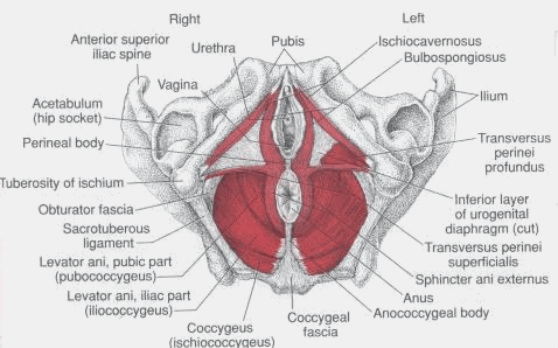 Right
Left
Anterior superior
iliac spine
Urethra
Pubis
Ischiocavernosus
Bulbospongiosus
Vagina
Ilium
Acetabulum
(hip socket)
Perineal body
Transversus
perinei
profundus
Tuberosity of ischium
Obturator fascia
Sacrotuberous
ligament
Levator ani, pubic part
(pubococcygeus)
Levator ani, iliac part
(iliococcygeus)
Coccygeus
(ischiococcygeus)
Coccygeal
fascia
Inferior layer
of urogenital
diaphragm (cut)
Transversus perinei
superficialis
Sphincter ani externus
Anus
Anococcygeal body